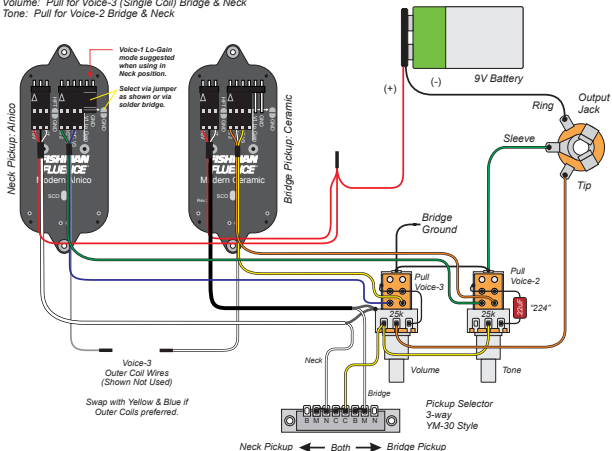 Volume: Pull for Voice-3 (Single Coil) Bridge & Neck
Tone: Pull for Voice-2 Bridge & Neck
Voice-1 Lo-Gain
mode suggested
when using in
Neck position.
Select via jumper
as shown or via
solder bridge.
Neck Pickup: Alnico
FISHMAN
FLUENCE
Modern Alnico
SCO
Bridge Pickup: Ceramic
FISHMAN
FLUENCE
Modern Ceramic
SCO
9V Battery
(+)
(-)
Output
Jack
Ring
Sleeve
Tip
Bridge
Ground
Pull
Voice-3
Pull
Voice-2
25k
25k
.22uF
"224"
Volume
Tone
Voice-3
Outer Coil Wires
(Shown Not Used)
Swap with Yellow & Blue if
Outer Coils preferred.
Neck
Bridge
B M N C C B M N
Pickup Selector
3-way
YM-30 Style
Neck Pickup
Both
Bridge Pickup